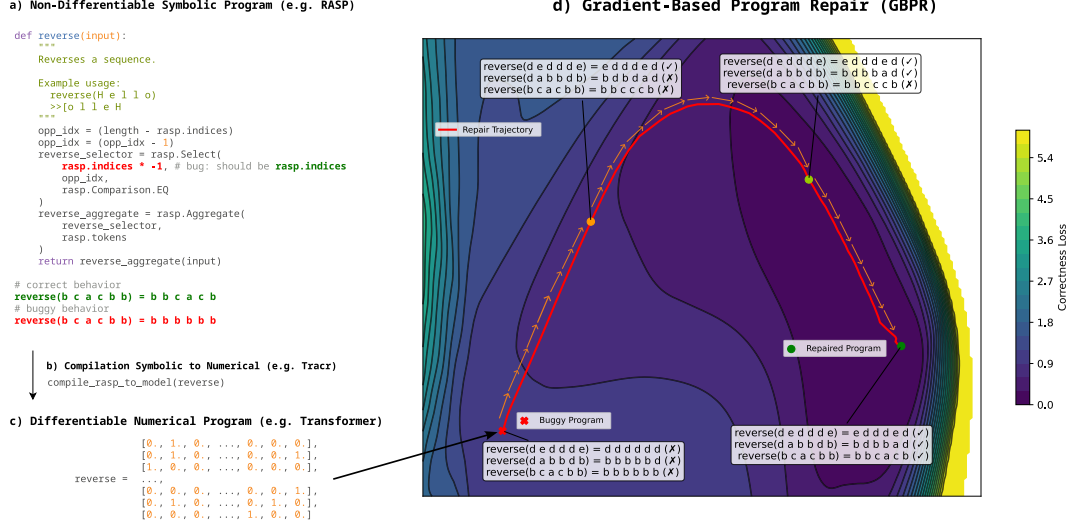 a) Non-Differentiable Symbolic Program (e.g. RASP)
def reverse(input):
"""
Reverses a sequence.
Example usage:
reverse(H e l l o)
>>[o l l e H
"""
opp_idx = (length - rasp.indices)
opp_idx = (opp_idx - 1)
reverse_selector = rasp.Select(
rasp.indices * -1, # bug: should be rasp.indices
opp_idx,
rasp.Comparison.EQ
)
reverse_aggregate = rasp.Aggregate(
reverse_selector,
rasp.tokens
)
return reverse_aggregate(input)
# correct behavior
reverse(b c a c b b) = b b c a c b
# buggy behavior
reverse(b c a c b b) = b b b b b b
b) Compilation Symbolic to Numerical (e.g. Tracr)
compile_rasp_to_model(reverse)
c) Differentiable Numerical Program (e.g. Transformer)
[0., 1., 0., ..., 0., 0., 0.],
[0., 1., 0., ..., 0., 0., 1.],
[1., 0., 0., ..., 0., 0., 0.],
reverse = ...,
[0., 0., 0., ..., 0., 0., 1.],
[0., 1., 0., ..., 0., 1., 0.],
[0., 0., 0., ..., 1., 0., 0.]
d) Gradient-Based Program Repair (GBPR)
reverse(d e d d d e) = e d d d e d (✓)
reverse(d a b b d b) = b d b d a d (✗)
reverse(b c a c b b) = b b c c c b (✗)
reverse(d e d d d e) = e d d d e d (✓)
reverse(d a b b d b) = b d b b a d (✓)
reverse(b c a c b b) = b b c c c b (✗)
Repair Trajectory
Repaired Program
Buggy Program
reverse(d e d d d e) = d d d d d d (✗)
reverse(d a b b d b) = b b b b b d (✗)
reverse(b c a c b b) = b b b b b b (✗)
reverse(d e d d d e) = e d d d e d (✓)
reverse(d a b b d b) = b d b b a d (✓)
reverse(b c a c b b) = b b c a c b (✓)
5.4
4.5
3.6
2.7
1.8
0.9
0.0
Correctness Loss